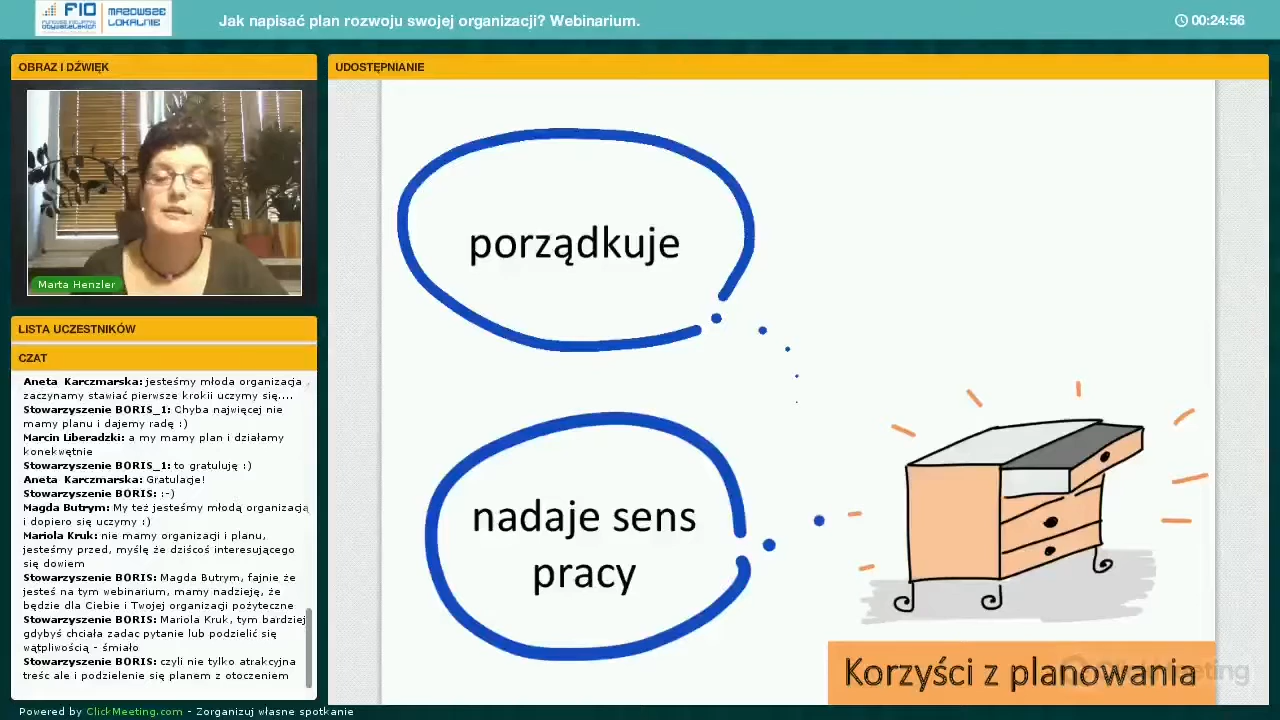 FIO
MAZOWSZE
LOKALNIE
Jak napisać plan rozwoju swojej organizacji? Webinarium.
00:24:56
OBRAZ I DŹWIĘK
Marta Henzler
LISTA UCZESTNIKÓW
CZAT
Aneta Karczmarska: jesteśmy młoda organizacja ,
zaczynamy stawiać pierwsze krokii uczymy się....
Stowarzyszenie BORIS_1: Chyba najwięcej nie
mamy planu i dajemy radę :)
Marcin Liberadzki: a my mamy plan i działamy
konekwętnie
Stowarzyszenie BORIS_1: to gratuluję :)
Aneta Karczmarska: Gratulacje!
Stowarzyszenie BORIS: :-)
Magda Butrym: My też jesteśmy młodą organizacją
i dopiero się uczymy :)
Mariola Kruk: nie mamy organizacji i planu,
jesteśmy przed, myślę że dziścoś interesującego
się dowiem
Stowarzyszenie BORIS: Magda Butrym, fajnie że
jesteś na tym webinarium, mamy nadzieję, że
będzie dla Ciebie i Twojej organizacji pożyteczne
Stowarzyszenie BORIS: Mariola Kruk, tym bardziej
gdybyś chciała zadac pytanie lub podzielić się
wątpliwością - śmiało
Stowarzyszenie BORIS: czyli nie tylko atrakcyjna
treśc ale i podzielenie się planem z otoczeniem
UDOSTĘPNIANIE
porządkuje
nadaje sens
pracy
Korzyści z planowania
Powered by ClickMeeting.com - Zorganizuj własne spotkanie